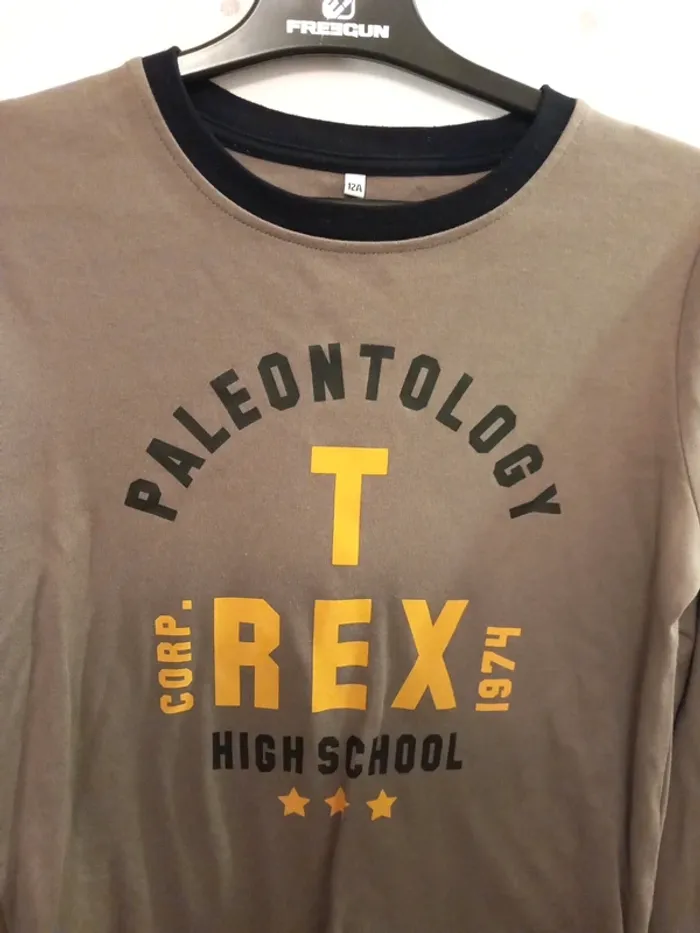 FREEGUN
12A
PALEONTOLOGY
T
CORP.
REX
1974
HIGH SCHOOL